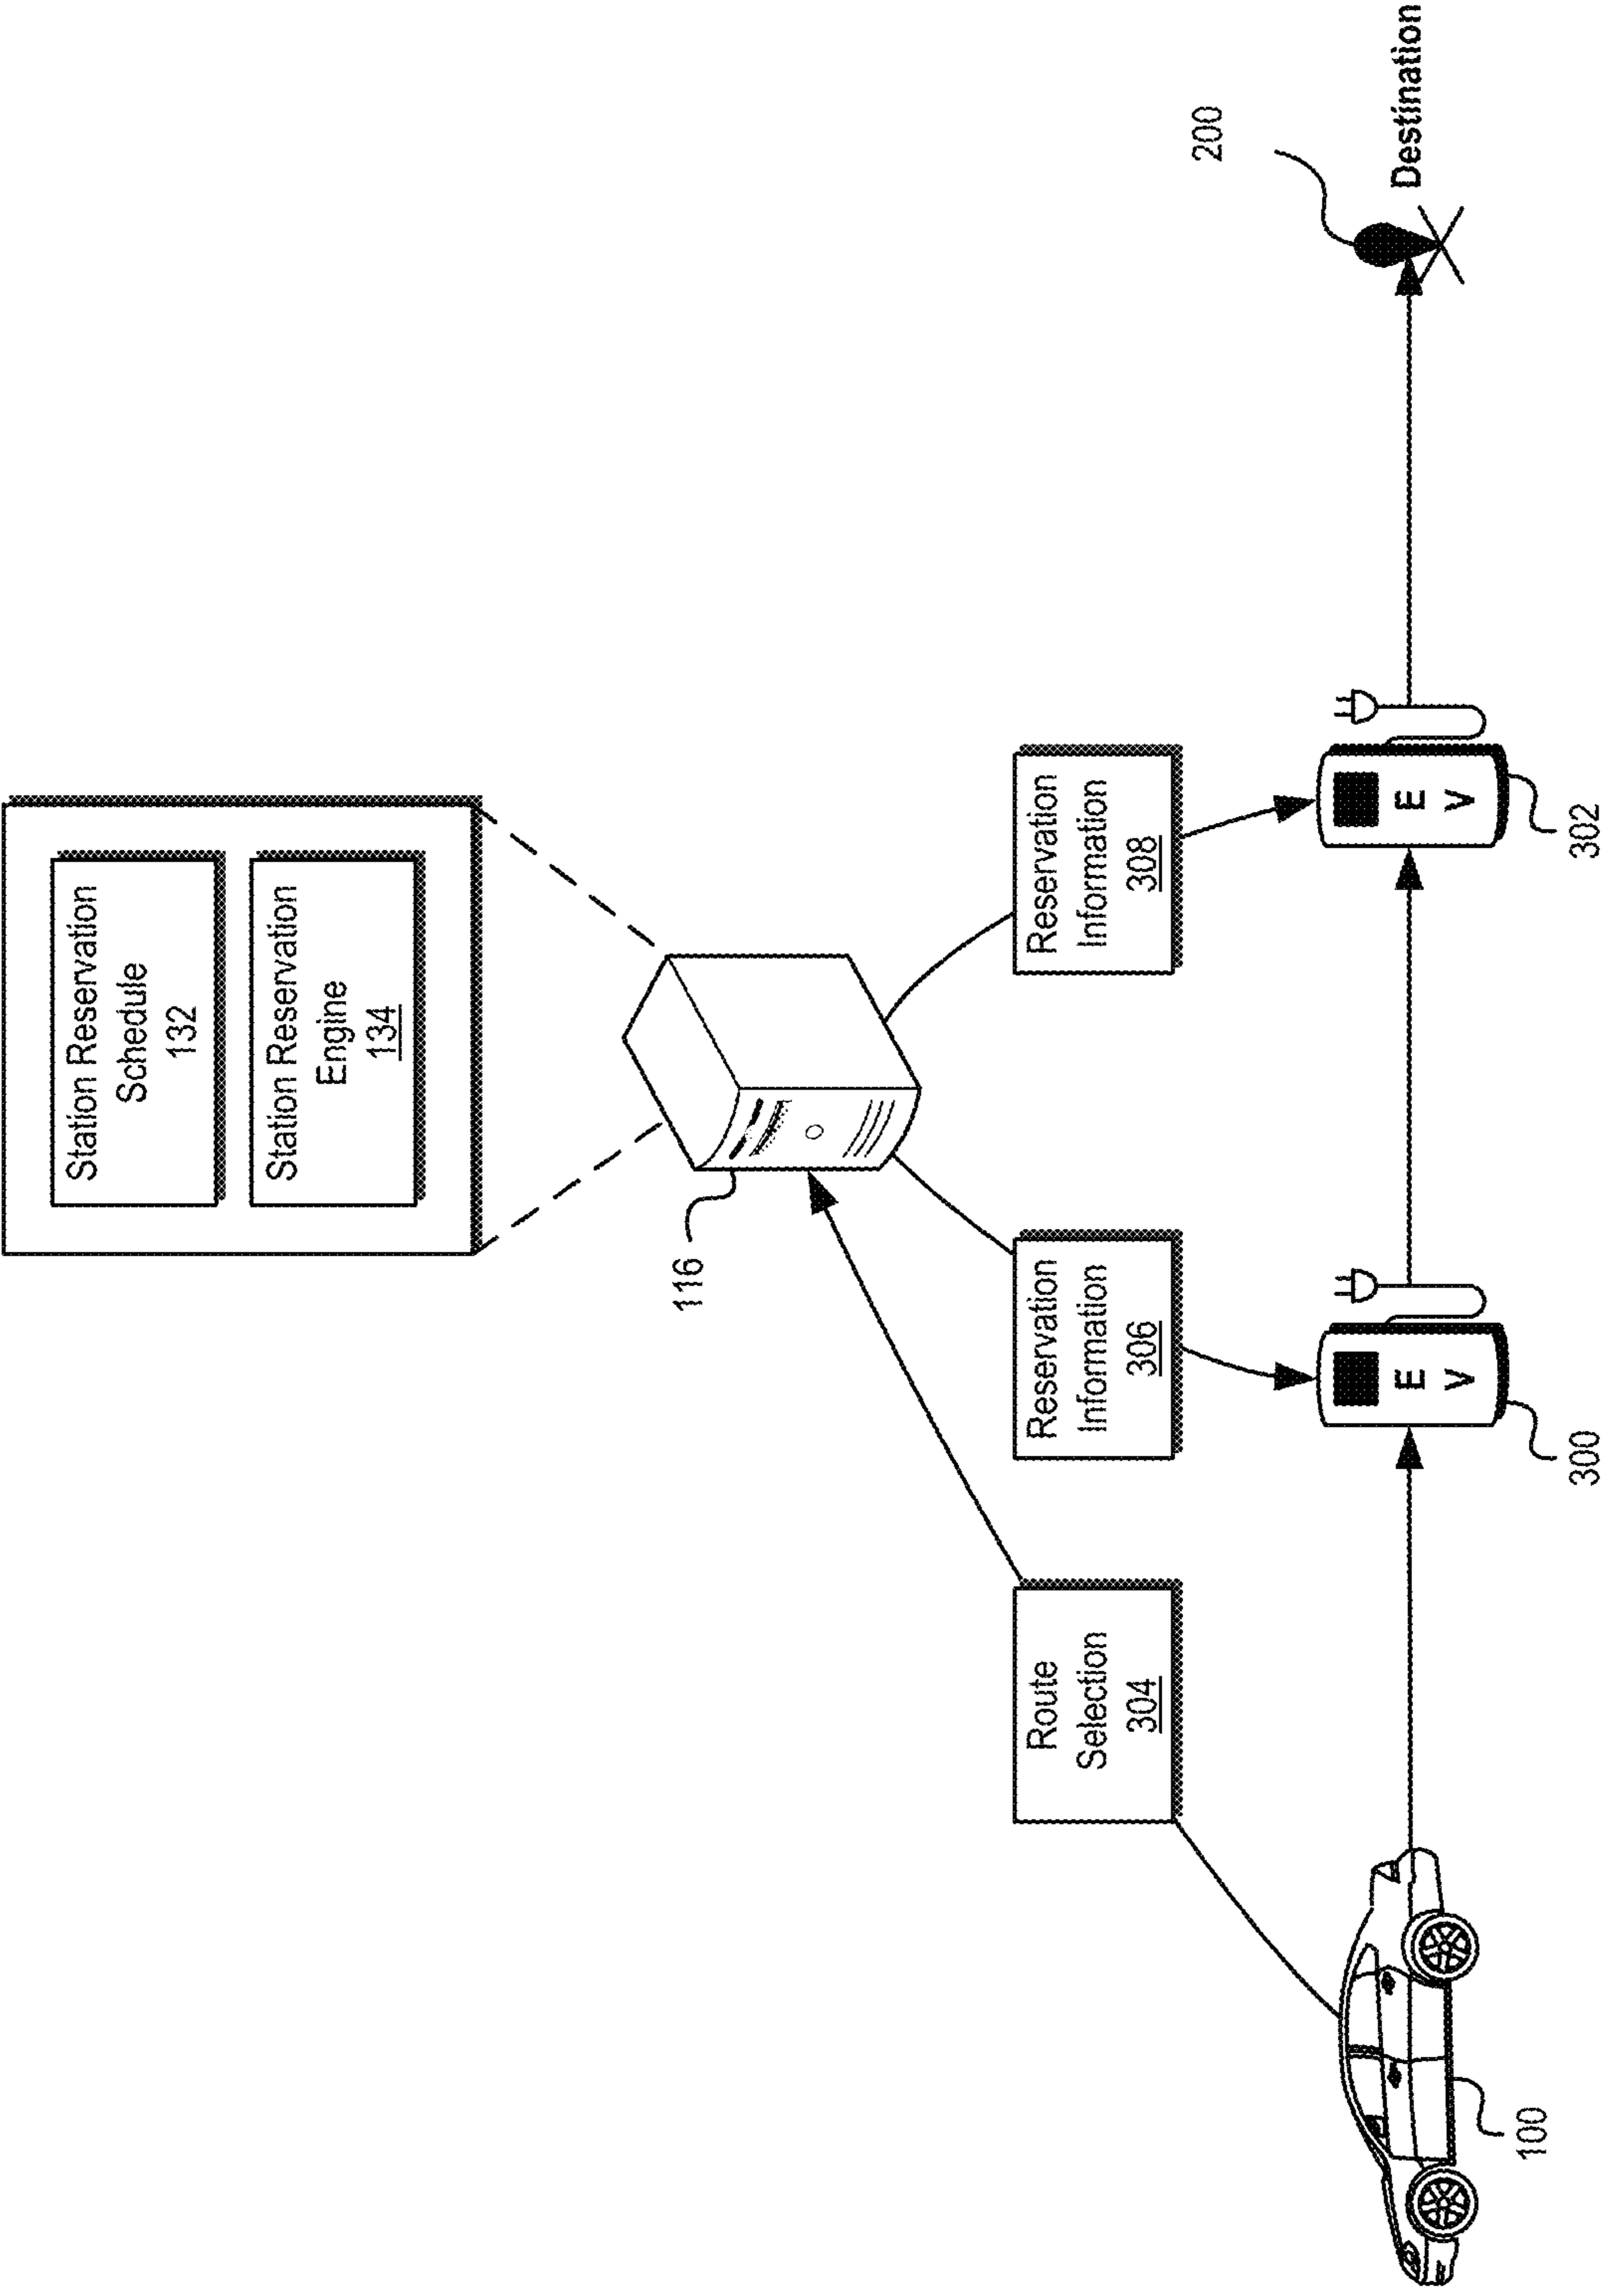 Station Reservation
Schedule
132
Station Reservation
Engine
134
116
Route
Selection
304
Reservation
Information
306
Reservation
Information
308
200
Destination
E
V
E
V
100
300
302